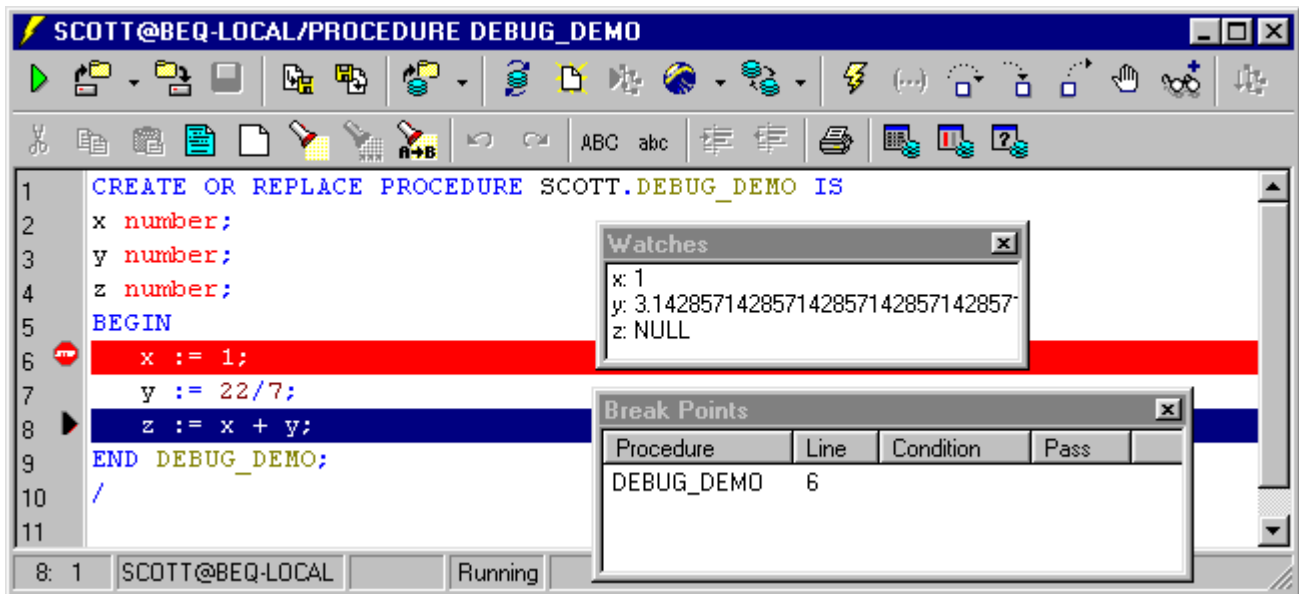 SCOTT@BEQ-LOCAL/PROCEDURE DEBUG_DEMO
A→B
ABC abc
1 CREATE OR REPLACE PROCEDURE SCOTT.DEBUG_DEMO IS
2 x number;
3 y number;
4 z number;
5 BEGIN
STOP
6 x := 1;
7 y := 22/7;
8 z := x + y;
9 END DEBUG_DEMO;
10 /
11
Watches
x: 1
y: 3.14285714285714285714285714285714
z: NULL
Break Points
Procedure Line Condition Pass
DEBUG_DEMO 6
8: 1 SCOTT@BEQ-LOCAL Running